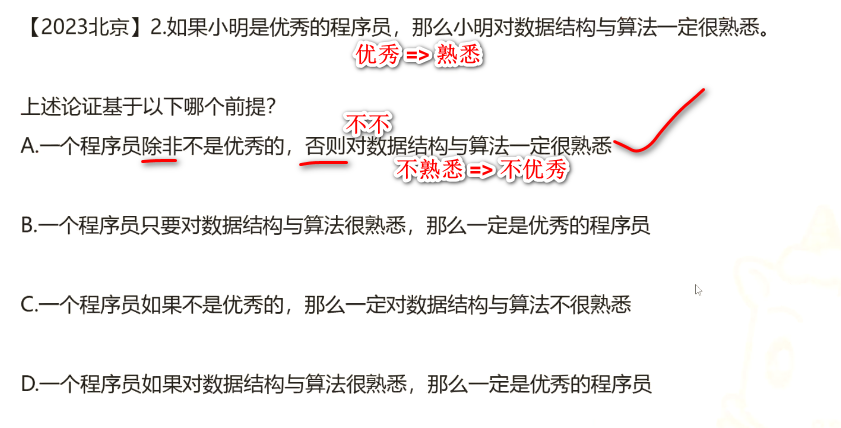 【2023北京】2.如果小明是优秀的程序员，那么小明对数据结构与算法一定很熟悉。
优秀 => 熟悉
上述论证基于以下哪个前提？
不不
A.一个程序员除非不是优秀的，否则对数据结构与算法一定很熟悉
不熟悉 => 不优秀
B.一个程序员只要对数据结构与算法很熟悉，那么一定是优秀的程序员
C.一个程序员如果不是优秀的，那么一定对数据结构与算法不很熟悉
D.一个程序员如果对数据结构与算法很熟悉，那么一定是优秀的程序员